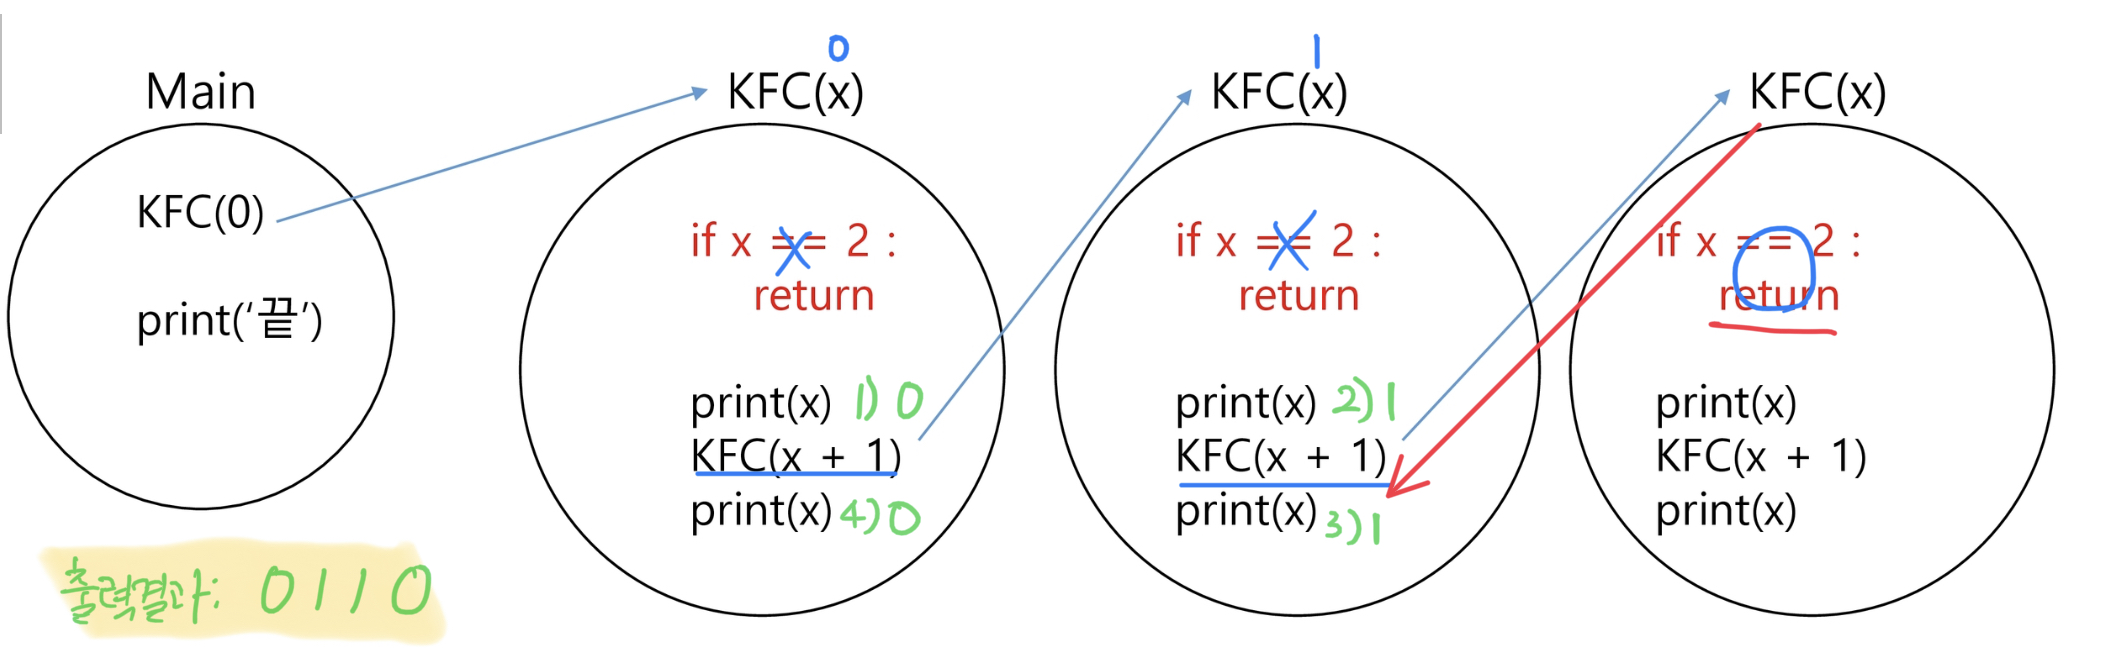 Main
KFC(0)
print('끝')
출력결과: 0110
0
KFC(x)
if x == 2 :
return
print(x) 1) 0
KFC(x + 1)
print(x) 4) 0
1
KFC(x)
if x == 2 :
return
print(x) 2) 1
KFC(x + 1)
print(x) 3) 1
KFC(x)
if x == 2 :
return
print(x)
KFC(x + 1)
print(x)